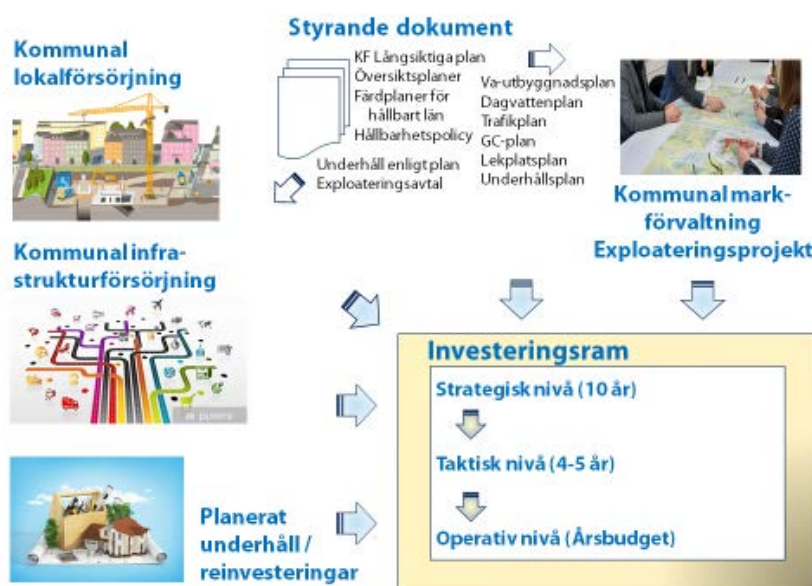 Styrande dokument
Kommunal
lokalförsörjning
KF Långsiktiga plan
Översiktsplaner
Färdplaner för
hållbart län
Hållbarhetspolicy
Underhåll enligt plan
Exploateringsavtal
Va-utbyggnadsplan
Dagvattenplan
Trafikplan
GC-plan
Lekplatsplan
Underhållsplan
Kommunal mark-
förvaltning
Exploateringsprojekt
Kommunal infra-
strukturförsörjning
Investeringsram
Strategisk nivå (10 år)
Taktisk nivå (4-5 år)
Operativ nivå (Årsbudget)
Planerat
underhåll /
reinvesteringar